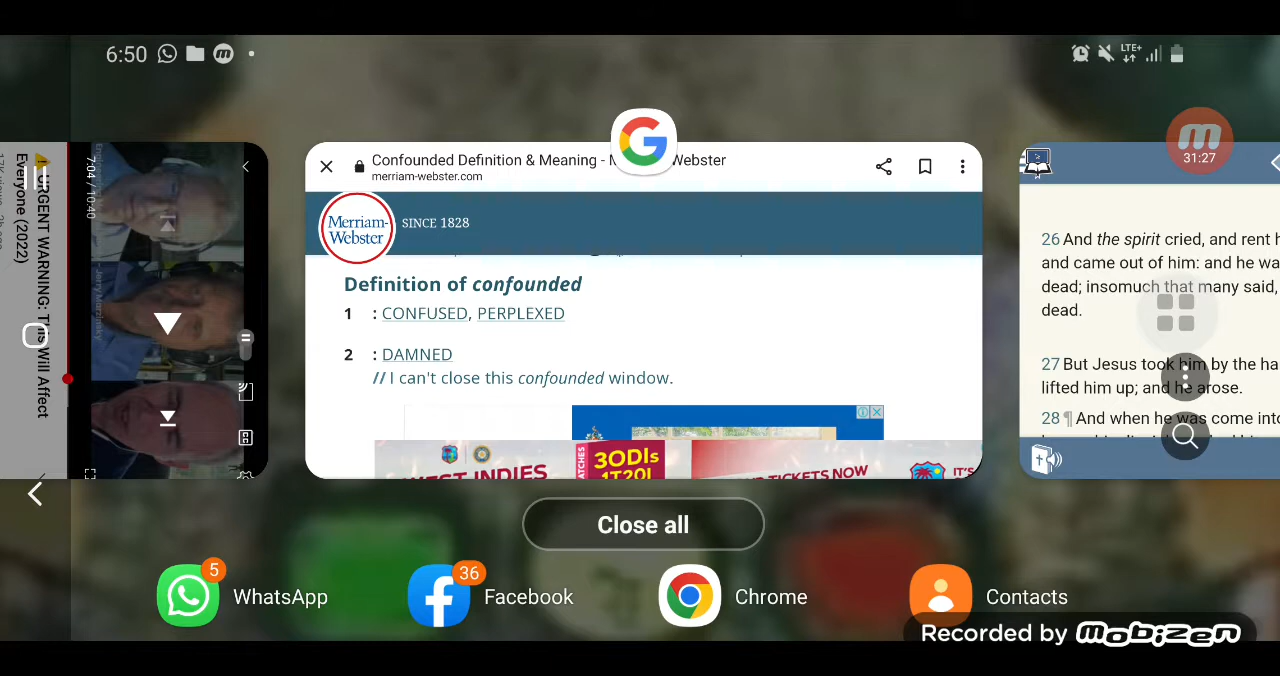 6:50
LTE+
31:27
7:04 / 10:40
Jerry Marzinsky
URGENT WARNING: This Will Affect
Everyone (2022)
Confounded Definition & Meaning -
Webster
merriam-webster.com
Merriam-
Webster
SINCE 1828
Definition of confounded
1 : CONFUSED, PERPLEXED
2 : DAMNED
// I can't close this confounded window.
WEST INDIES
3ODIs
1T20I
TICKETS NOW
IT'S
26 And the spirit cried, and rent
and came out of him: and he
dead; insomuch that many said,
dead.
27 But Jesus took him by the
lifted him up; and he arose.
28 ¶ And when he was come into
Close all
5
WhatsApp
36
Facebook
Chrome
Contacts
Recorded by mobizen